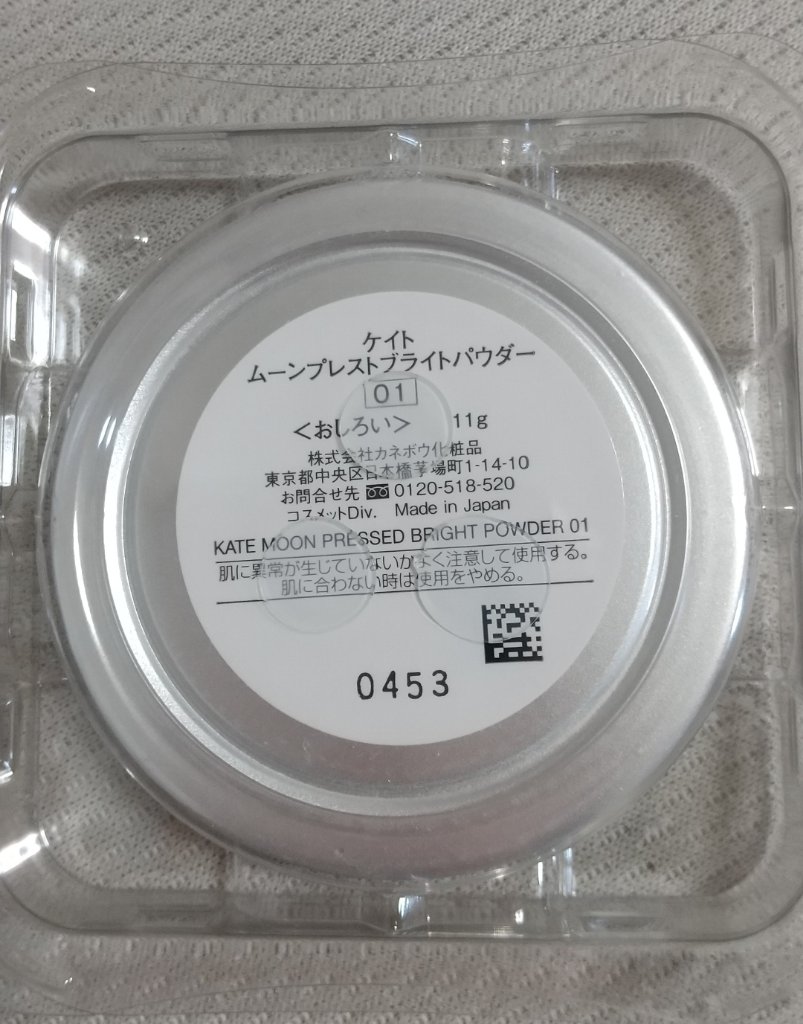 ケイト
ムーンプレストブライトパウダー
01
<おしろい> 11g
株式会社カネボウ化粧品
東京都中央区日本橋茅場町1-14-10
お問合せ先 0120-518-520
コスメットDiv. Made in Japan
KATE MOON PRESSED BRIGHT POWDER 01
肌に異常が生じていないかよく注意して使用する。
肌に合わない時は使用をやめる。
0453